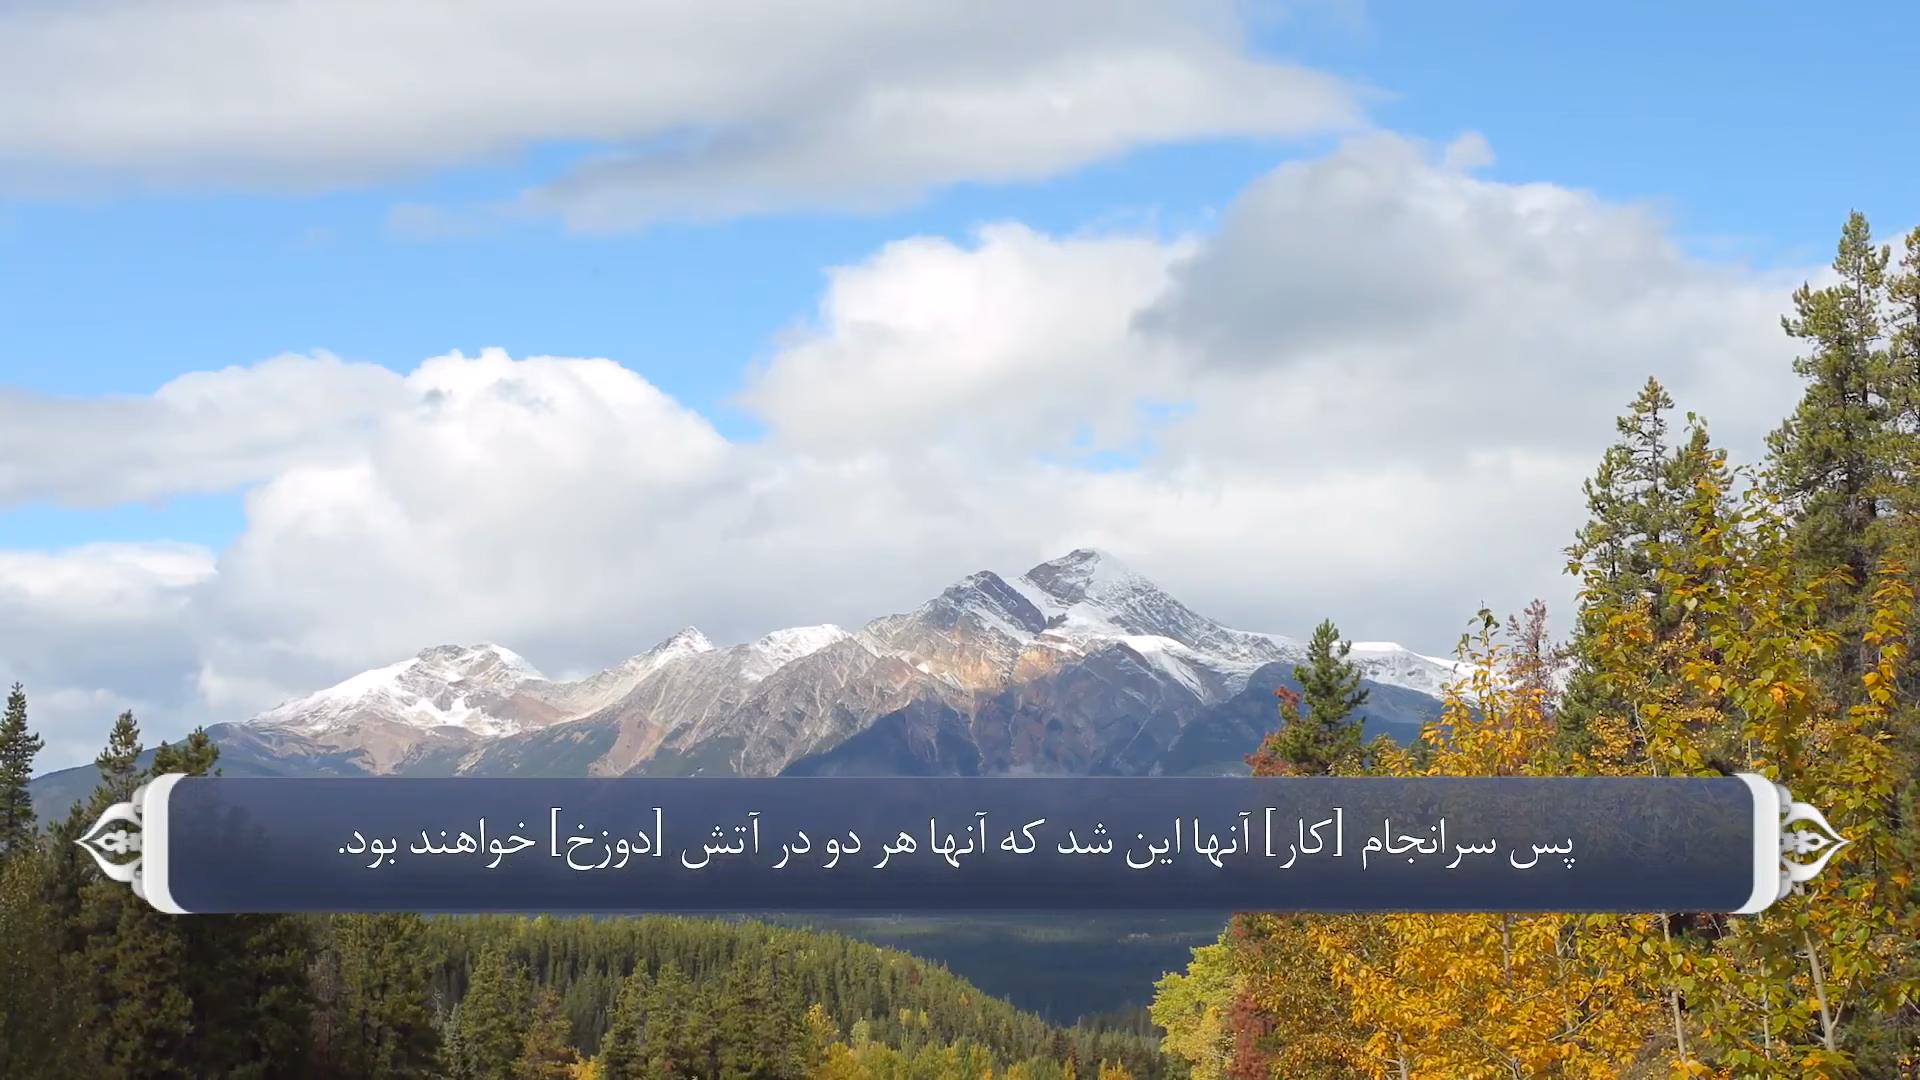 پس سرانجام [کار] آنها این شد که آنها هر دو در آتش [دوزخ] خواهند بود.